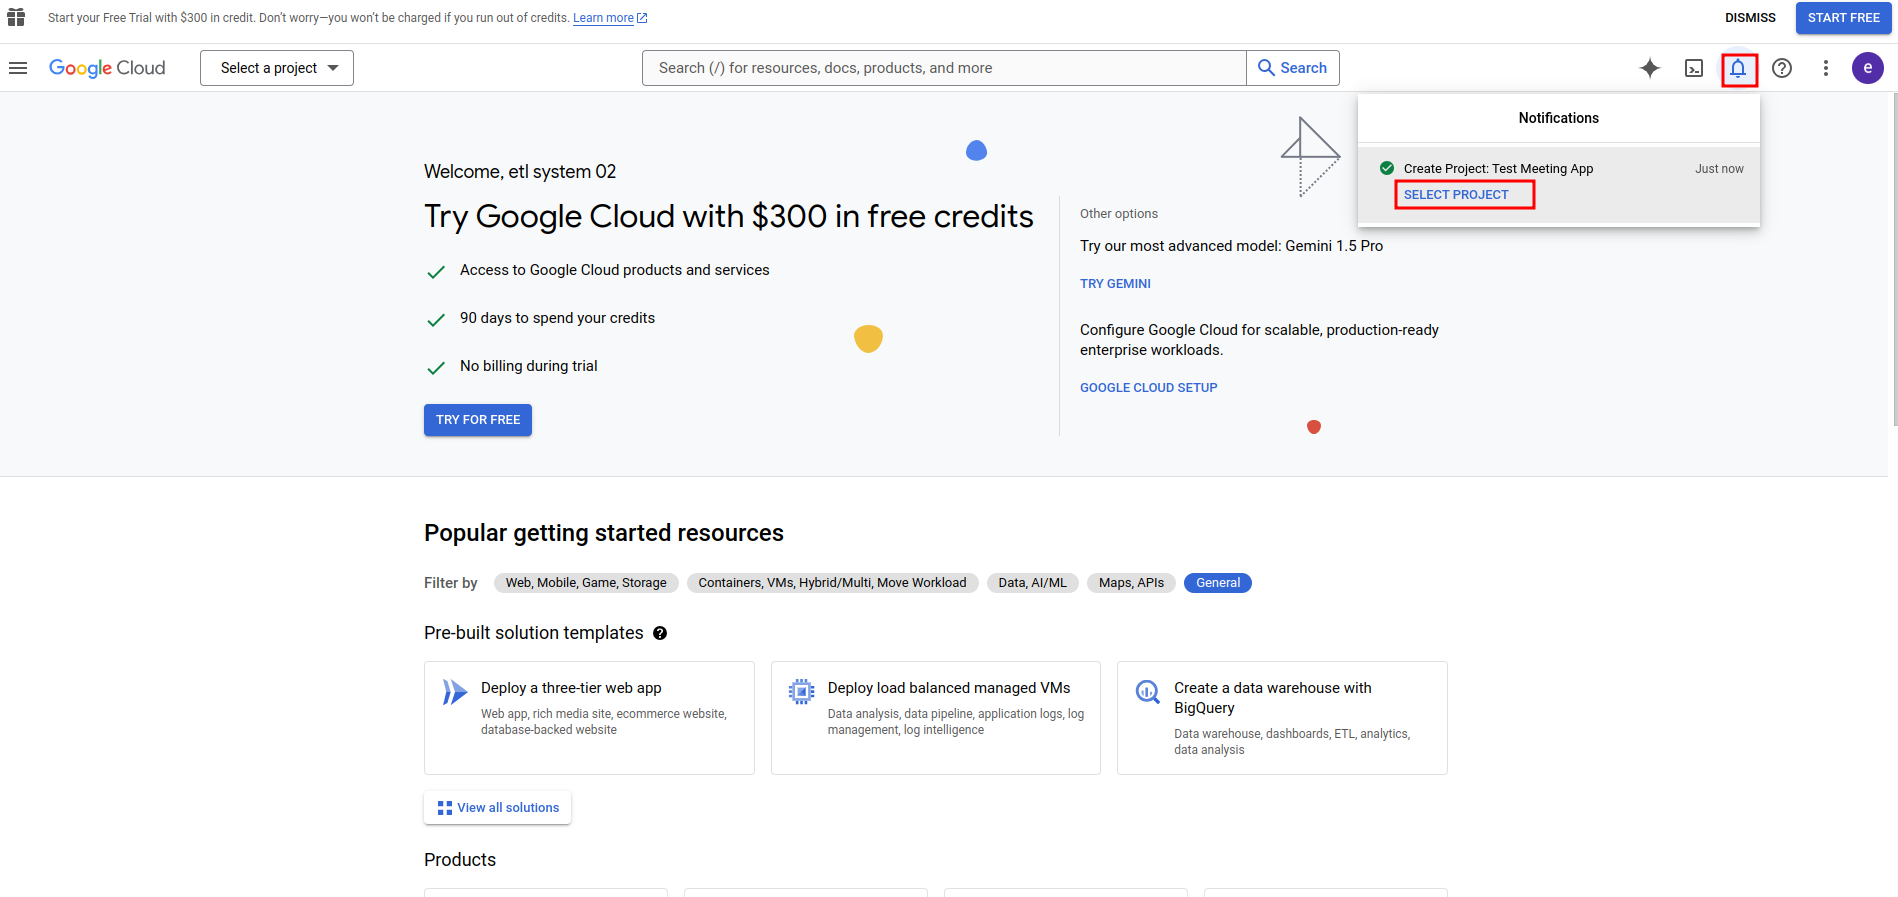 Start your Free Trial with $300 in credit. Don't worry—you won't be charged if you run out of credits. Learn more
DISMISS
START FREE
Google Cloud
Select a project
Search (/) for resources, docs, products, and more
Search
e
Notifications
Create Project: Test Meeting App
Just now
SELECT PROJECT
Welcome, etl system 02
Try Google Cloud with $300 in free credits
Access to Google Cloud products and services
90 days to spend your credits
No billing during trial
TRY FOR FREE
Other options
Try our most advanced model: Gemini 1.5 Pro
TRY GEMINI
Configure Google Cloud for scalable, production-ready
enterprise workloads.
GOOGLE CLOUD SETUP
Popular getting started resources
Filter by
Web, Mobile, Game, Storage
Containers, VMs, Hybrid/Multi, Move Workload
Data, AI/ML
Maps, APIs
General
Pre-built solution templates
Deploy a three-tier web app
Web app, rich media site, ecommerce website,
database-backed website
Deploy load balanced managed VMs
Data analysis, data pipeline, application logs, log
management, log intelligence
Create a data warehouse with
BigQuery
Data warehouse, dashboards, ETL, analytics,
data analysis
View all solutions
Products